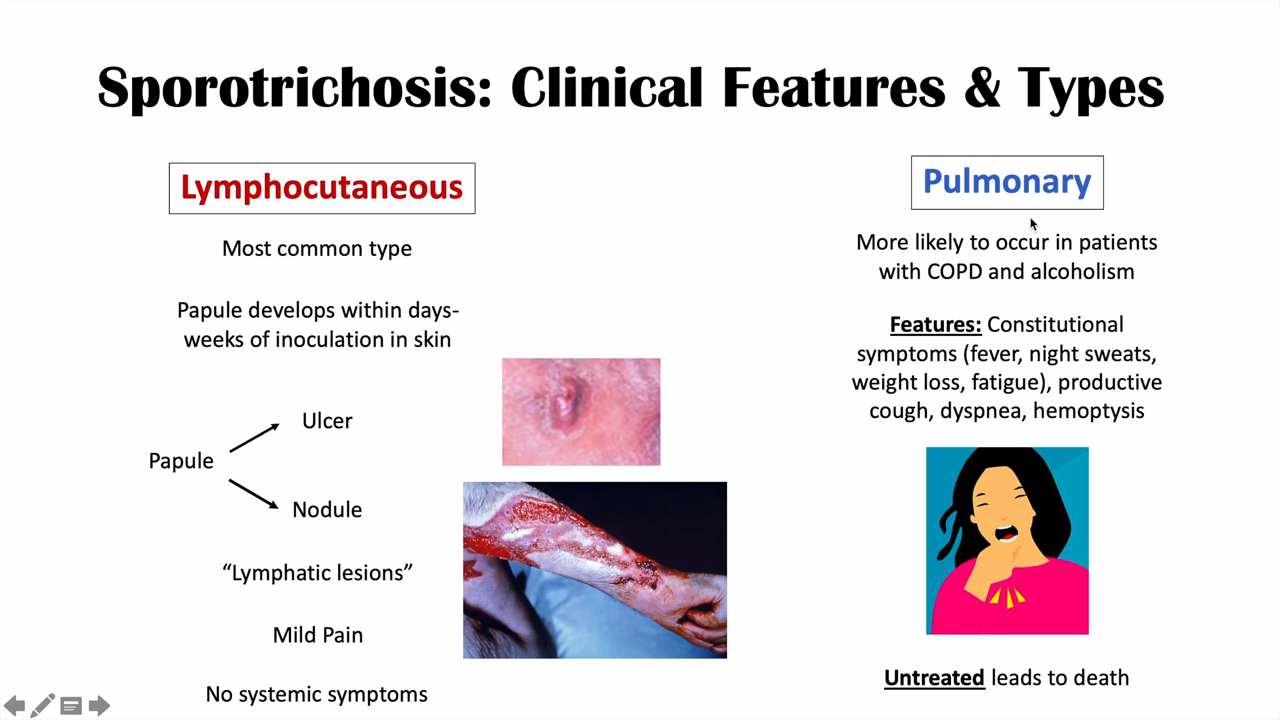 Sporotrichosis: Clinical Features & Types
Lymphocutaneous
Most common type
Papule develops within days-
weeks of inoculation in skin
Ulcer
Papule
Nodule
“Lymphatic lesions”
Mild Pain
No systemic symptoms
Pulmonary
More likely to occur in patients
with COPD and alcoholism
Features: Constitutional
symptoms (fever, night sweats,
weight loss, fatigue), productive
cough, dyspnea, hemoptysis
Untreated leads to death